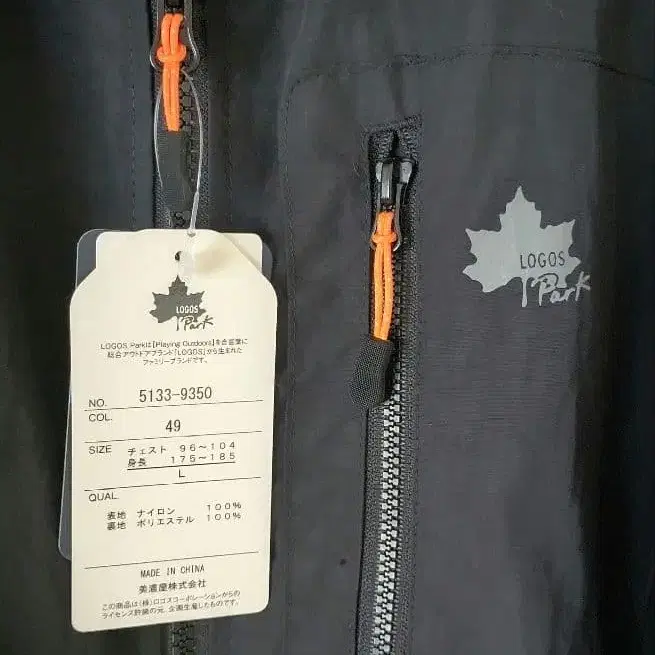 LOGOS
Park
LOGOS Parkは【Playing Outdoors】を合言葉に
総合アウトドアブランド「LOGOS」から生まれた
ファミリーブランドです。
NO. 5133-9350
COL. 49
SIZE チェスト 96～104
身長 175～185
L
QUAL
表地 ナイロン 100%
裏地 ポリエステル 100%
MADE IN CHINA
美濃屋株式会社
この商品は(株)ロゴスコーポレーションからの
ライセンス許諾の元、企画生産したものです。
LOGOS
Park